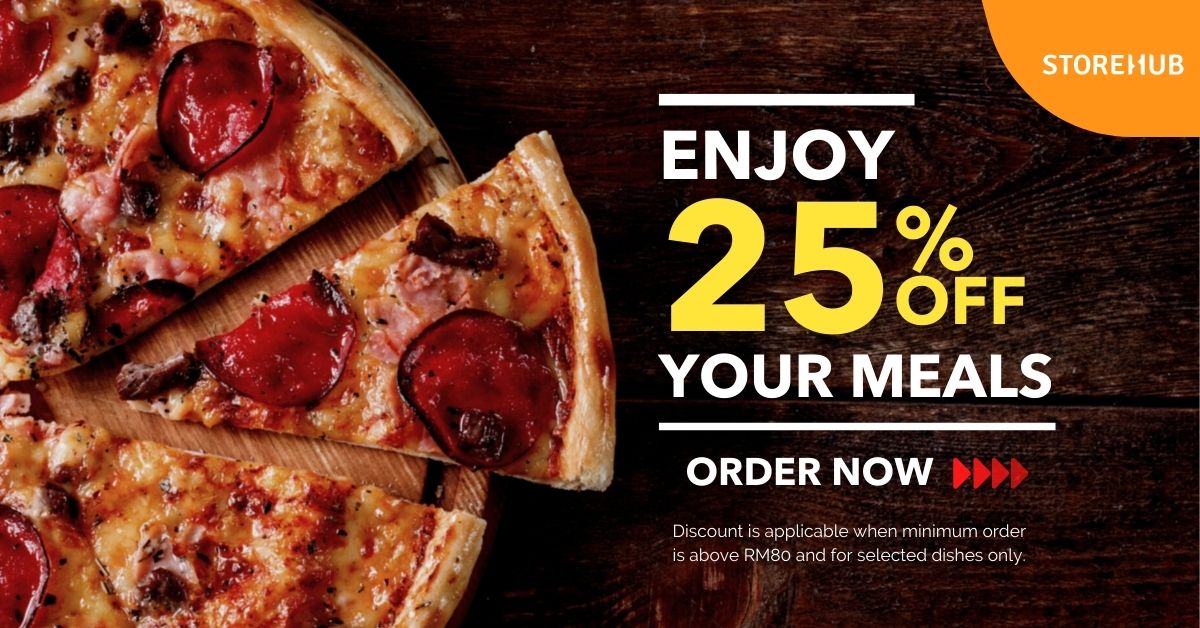 STOREHUB
ENJOY
25%
OFF
YOUR MEALS
ORDER NOW
Discount is applicable when minimum order
is above RM80 and for selected dishes only.